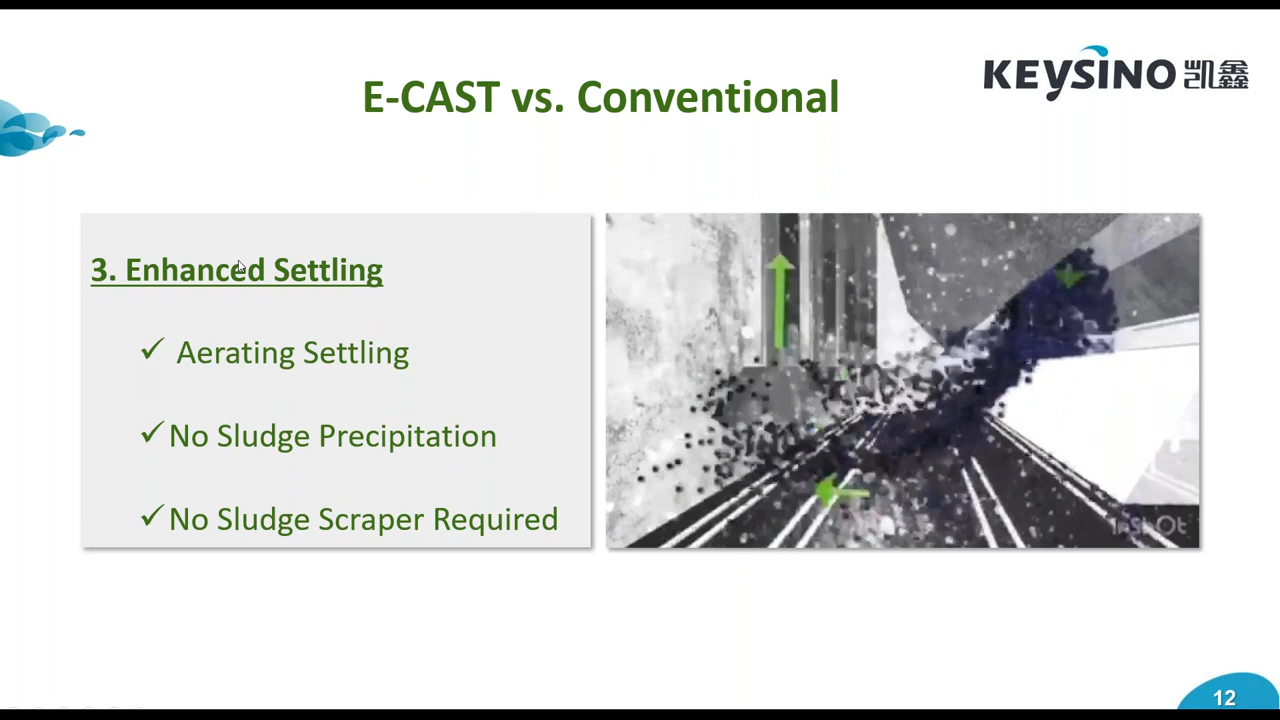 E-CAST vs. Conventional
KEYSINO 凯鑫
3. Enhanced Settling
✓ Aerating Settling
✓ No Sludge Precipitation
✓ No Sludge Scraper Required
InShOt
12